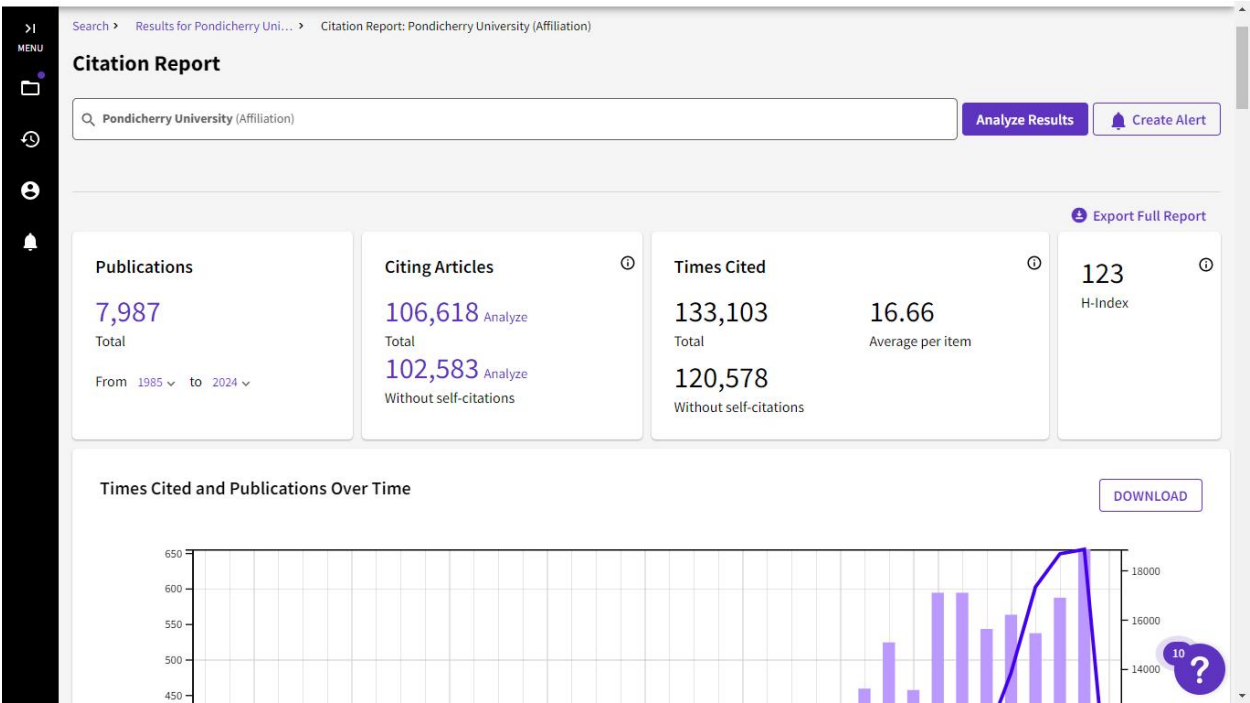 Search > Results for Pondicherry Uni... > Citation Report: Pondicherry University (Affiliation)
MENU
Citation Report
Pondicherry University (Affiliation)
Analyze Results
Create Alert
Export Full Report
Publications
7,987
Total
From 1985 to 2024
Citing Articles
106,618 Analyze
Total
102,583 Analyze
Without self-citations
Times Cited
133,103
Total
16.66
Average per item
120,578
Without self-citations
123
H-Index
Times Cited and Publications Over Time
DOWNLOAD
650
600
550
500
450
18000
16000
14000
10
?